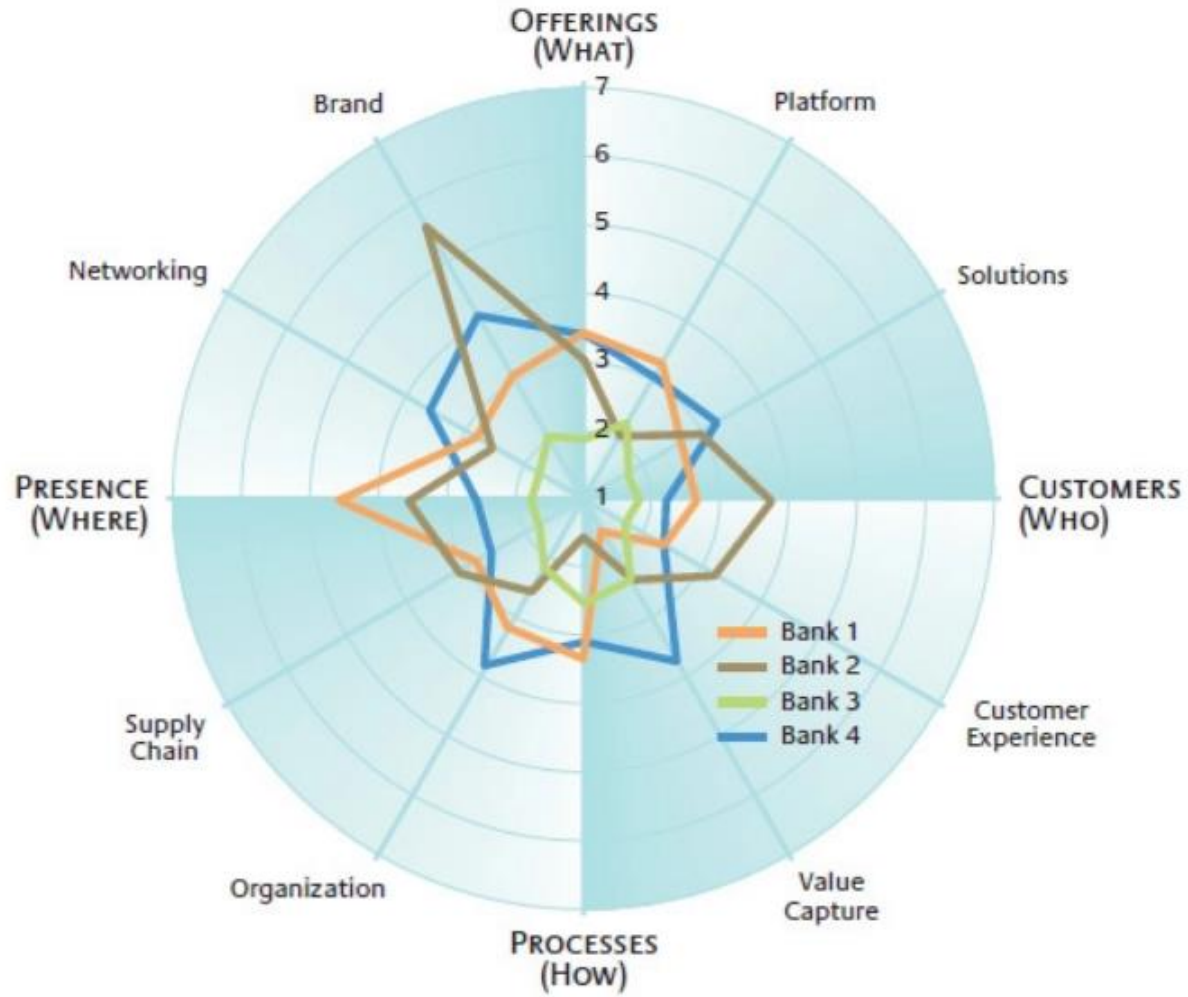 OFFERINGS
(WHAT)
7
Brand
Platform
6
5
Networking
Solutions
4
3
2
PRESENCE
(WHERE)
1
CUSTOMERS
(WHO)
Bank 1
Bank 2
Bank 3
Bank 4
Supply
Chain
Customer
Experience
Organization
Value
Capture
PROCESSES
(HOW)